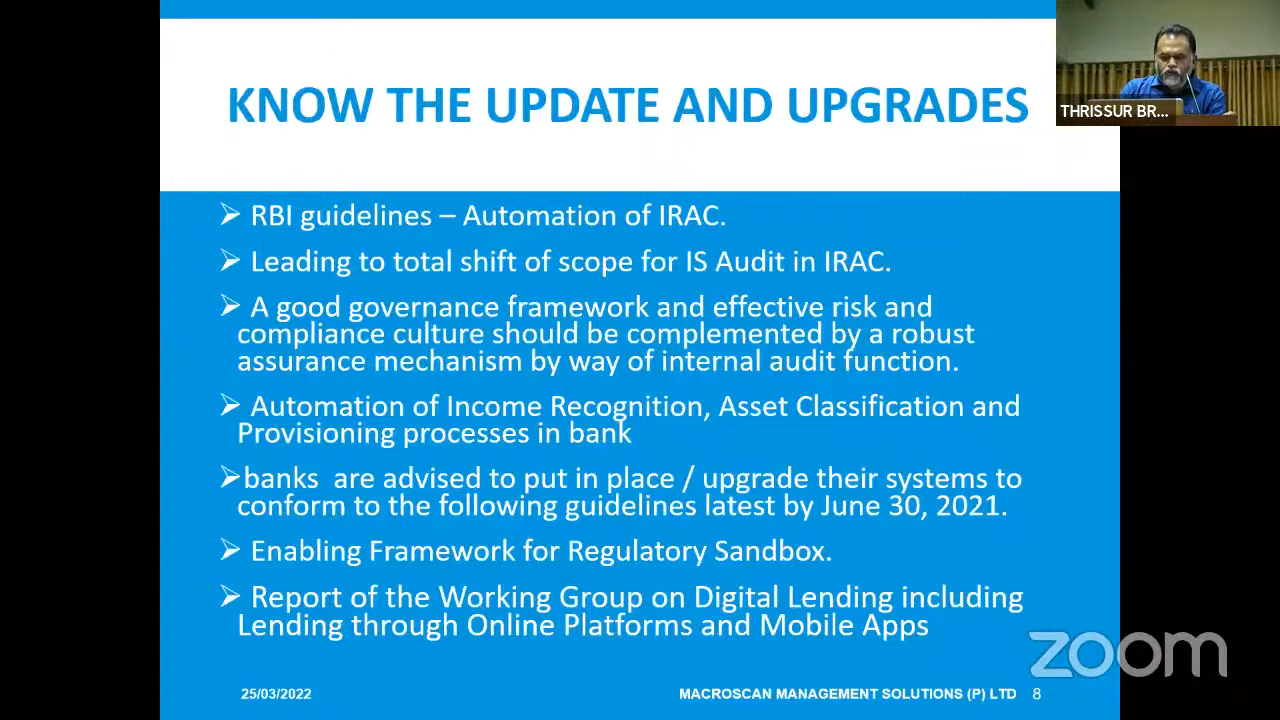 KNOW THE UPDATE AND UPGRADES
THRISSUR BR...
➢ RBI guidelines – Automation of IRAC.
➢ Leading to total shift of scope for IS Audit in IRAC.
➢ A good governance framework and effective risk and
compliance culture should be complemented by a robust
assurance mechanism by way of internal audit function.
➢ Automation of Income Recognition, Asset Classification and
Provisioning processes in bank
➢banks are advised to put in place / upgrade their systems to
conform to the following guidelines latest by June 30, 2021.
➢ Enabling Framework for Regulatory Sandbox.
➢ Report of the Working Group on Digital Lending including
Lending through Online Platforms and Mobile Apps
zoom
25/03/2022 MACROSCAN MANAGEMENT SOLUTIONS (P) LTD 8